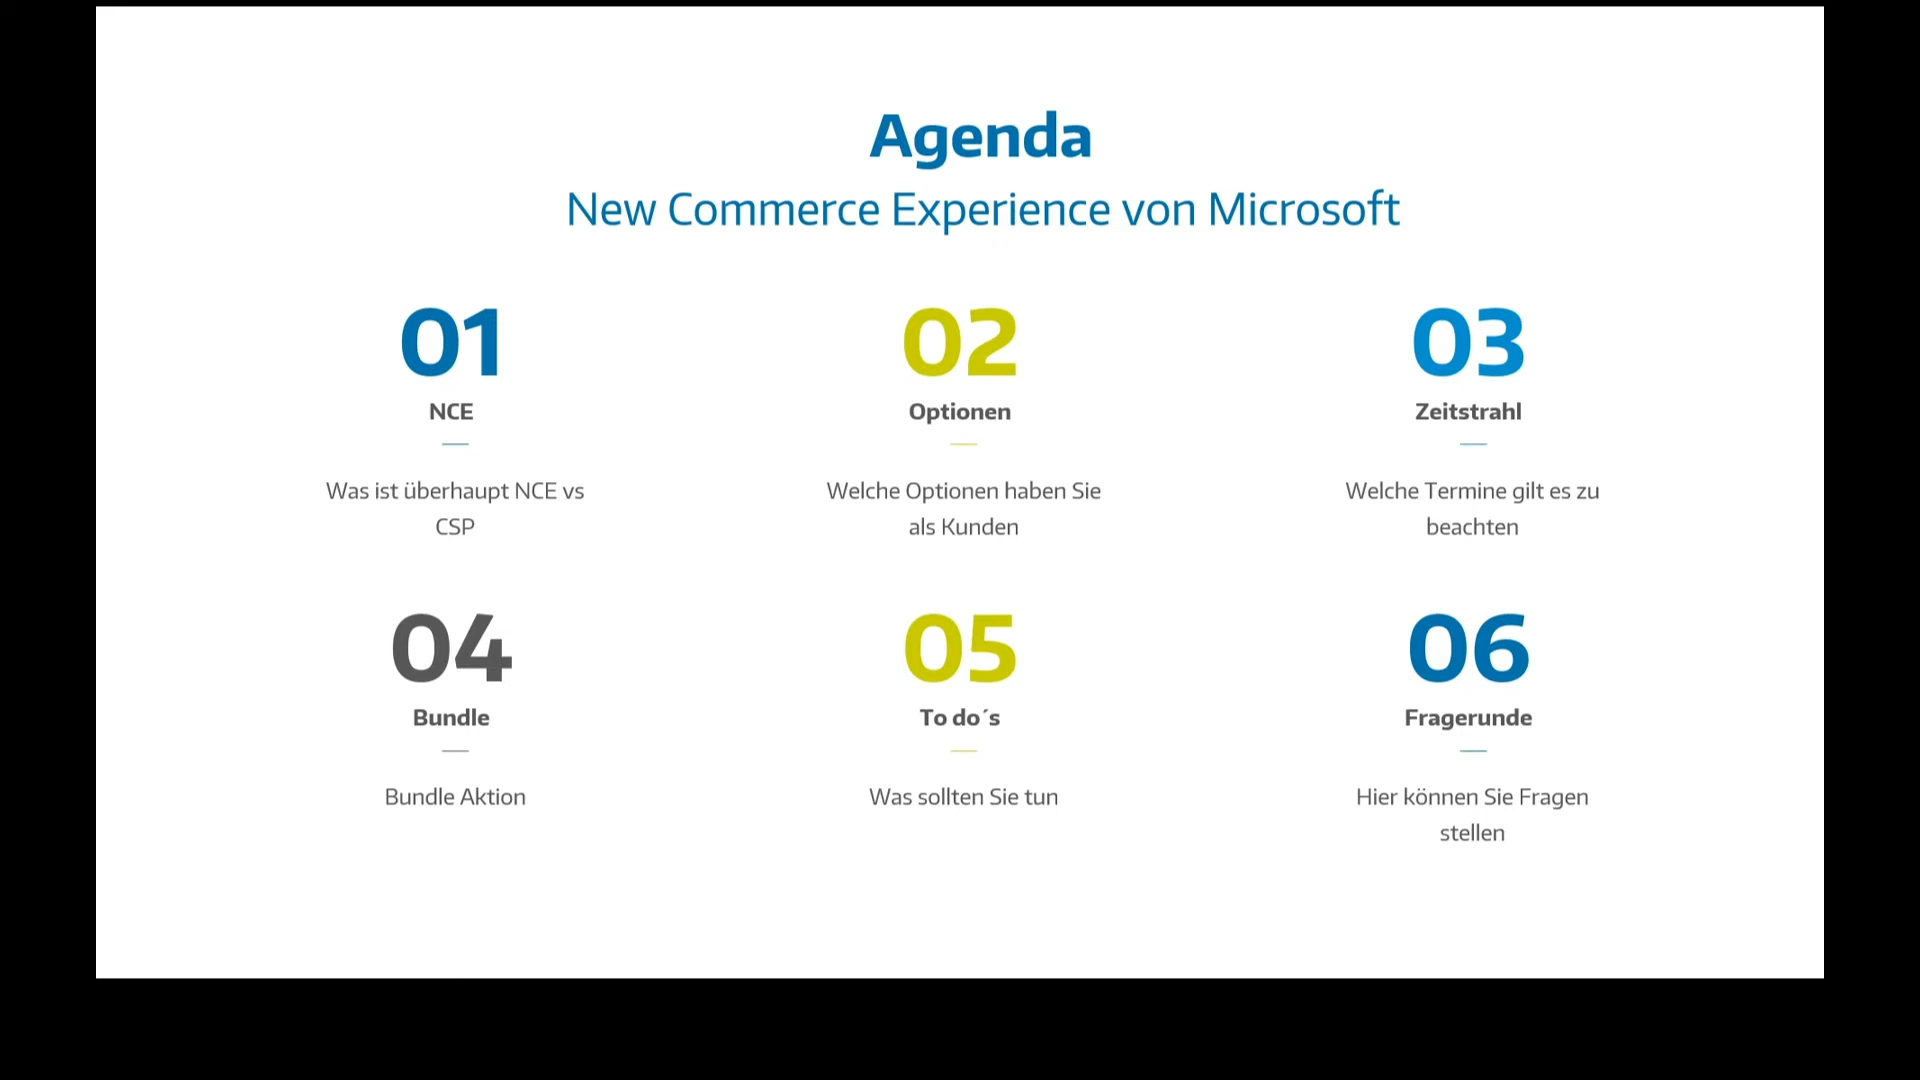 Agenda
New Commerce Experience von Microsoft
01
NCE
Was ist überhaupt NCE vs
CSP
02
Optionen
Welche Optionen haben Sie
als Kunden
03
Zeitstrahl
Welche Termine gilt es zu
beachten
04
Bundle
Bundle Aktion
05
To do´s
Was sollten Sie tun
06
Fragerunde
Hier können Sie Fragen
stellen